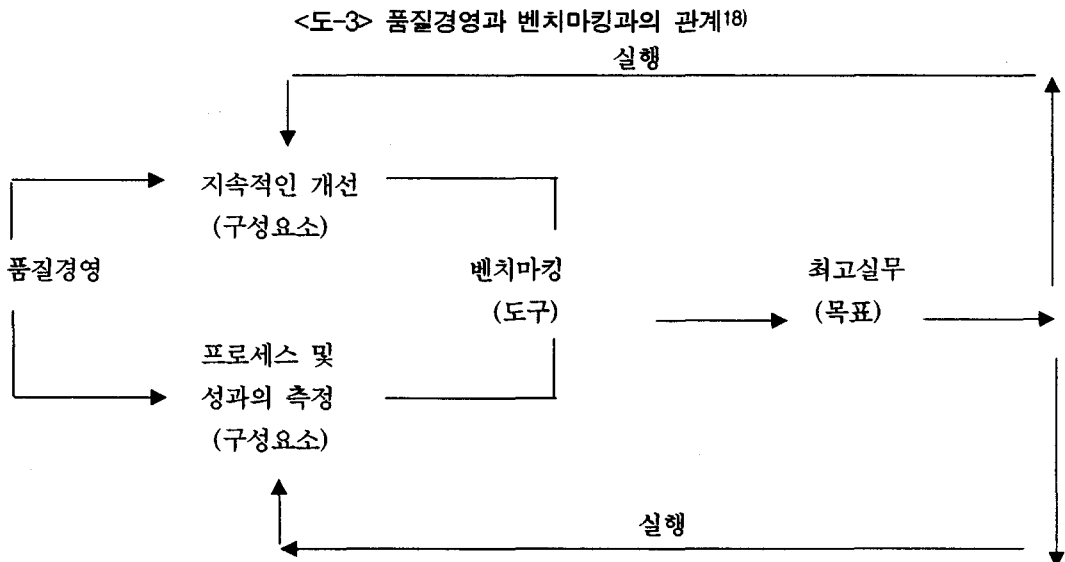 <도-3> 품질경영과 벤치마킹과의 관계18)
실행
지속적인 개선
(구성요소)
품질경영
벤치마킹
(도구)
최고실무
(목표)
프로세스 및
성과의 측정
(구성요소)
실행